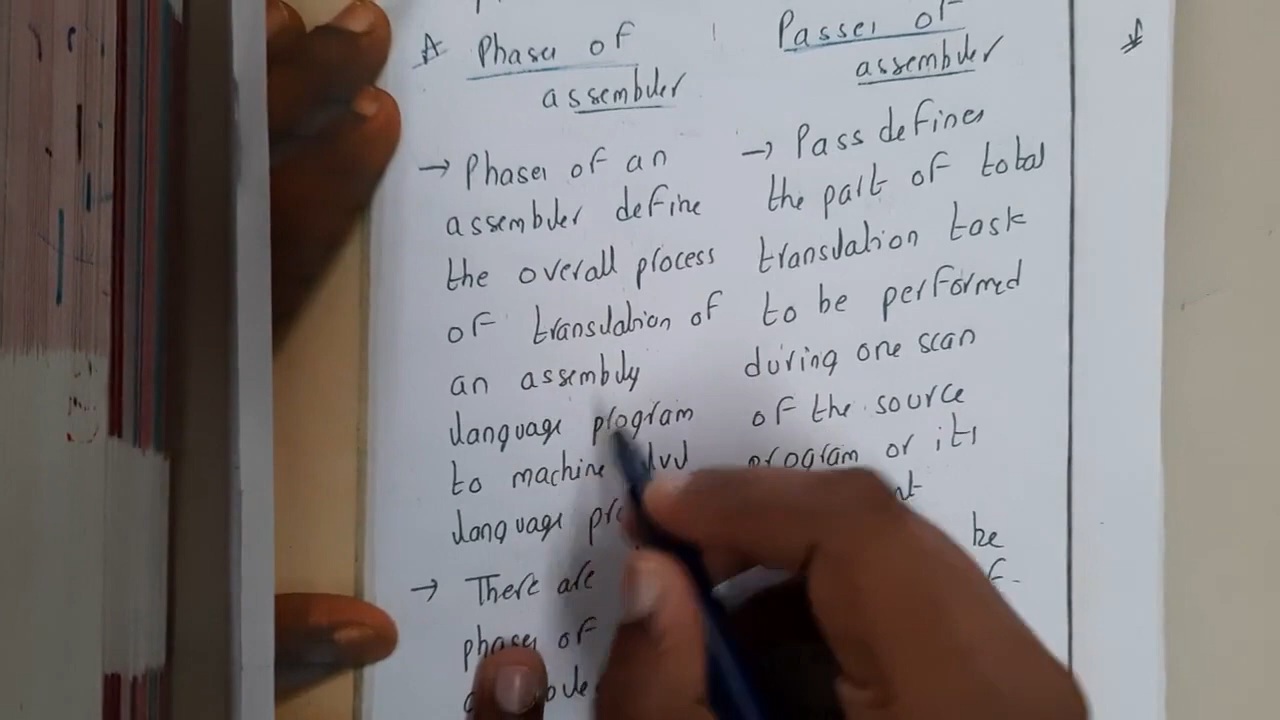 Phases of
assembler
→ Phases of an
assembler define
the overall process
of translation of
an assembly
language program
to machine lvl
language
→ There are
phases of
Passes of
assembler
→ Pass defines
the part of total
translation task
to be performed
during one scan
of the source
program or its
be